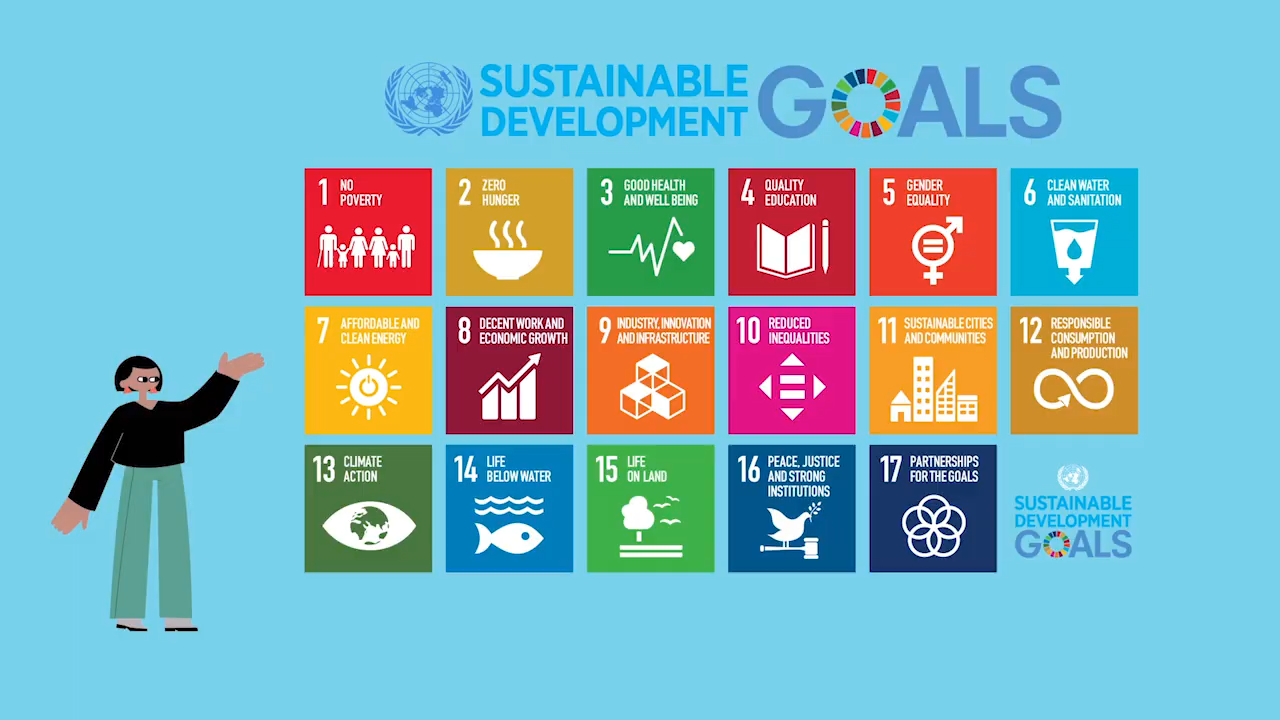 SUSTAINABLE
DEVELOPMENT
GOALS
1 NO
POVERTY
2 ZERO
HUNGER
3 GOOD HEALTH
AND WELL BEING
4 QUALITY
EDUCATION
5 GENDER
EQUALITY
6 CLEAN WATER
AND SANITATION
7 AFFORDABLE AND
CLEAN ENERGY
8 DECENT WORK AND
ECONOMIC GROWTH
9 INDUSTRY, INNOVATION
AND INFRASTRUCTURE
10 REDUCED
INEQUALITIES
11 SUSTAINABLE CITIES
AND COMMUNITIES
12 RESPONSIBLE
CONSUMPTION
AND PRODUCTION
13 CLIMATE
ACTION
14 LIFE
BELOW WATER
15 LIFE
ON LAND
16 PEACE, JUSTICE
AND STRONG
INSTITUTIONS
17 PARTNERSHIPS
FOR THE GOALS
SUSTAINABLE
DEVELOPMENT
GOALS